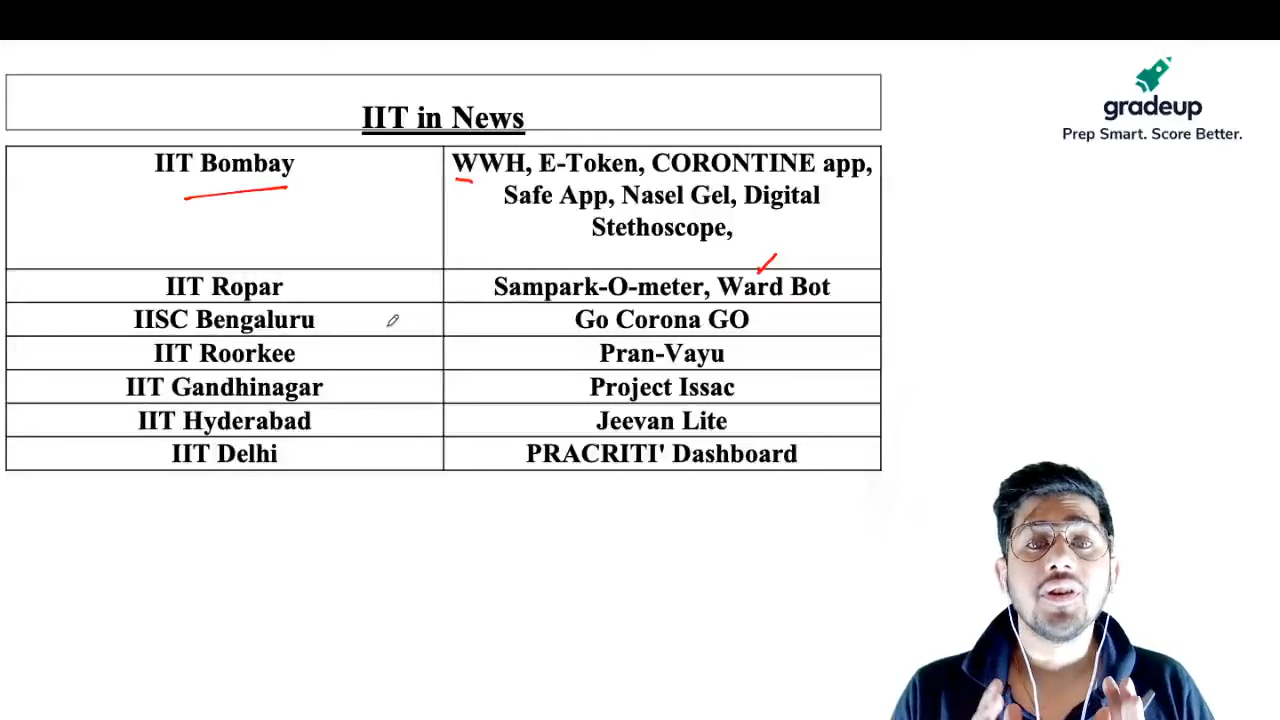 gradeup
Prep Smart. Score Better.
IIT in News
IIT Bombay
WWH, E-Token, CORONTINE app,
Safe App, Nasel Gel, Digital
Stethoscope,
IIT Ropar
Sampark-O-meter, Ward Bot
IISC Bengaluru
Go Corona GO
IIT Roorkee
Pran-Vayu
IIT Gandhinagar
Project Issac
IIT Hyderabad
Jeevan Lite
IIT Delhi
PRACRITI' Dashboard